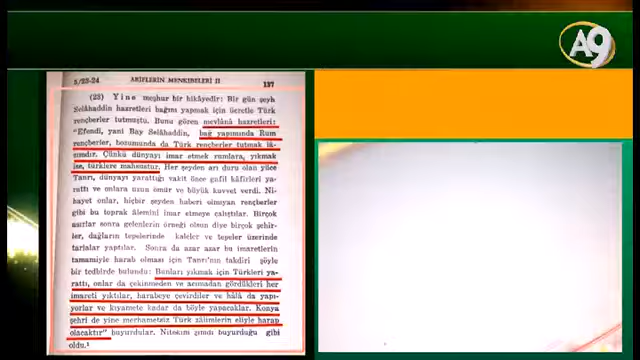 A9
5/23-24 ARİFLERİN MENKIBELERİ II 197
(23) Yine meşhur bir hikâyedir: Bir gün şeyh
Selâhaddin hazretleri bağını yapmak için ücretle Türk
rençberler tutmuştu. Bunu gören mevlâna hazretleri:
"Efendi, yani Bay Selâhaddin, bağ yapımında Rum
rençberler, bozumunda da Türk rençberler tutmak lâ-
zımdır. Çünkü dünyayı imar etmek rumlara, yıkmak
ise, türklere mahsustur. Her şeyden arı duru olan yüce
Tanrı, dünyayı yarattığı vakit önce gafil kâfirleri ya-
rattı ve onlara uzun ömür ve büyük kuvvet verdi. Ni-
hayet onlar, hiçbir şeyden haberi olmıyan rençberler
gibi bu toprak âlemini imar etmeye çalıştılar. Birçok
asırlar sonra gelenlerin örneği olsun diye birçok şehir-
ler, dağların tepelerinde kaleler ve tepeler üzerinde
tarlalar yaptılar. Sonra da azar azar bu imaretlerin
tamamiyle harab olması için Tanrı'nın takdiri şöyle
bir tedbirde bulundu: Bunları yıkmak için Türkleri ya-
rattı, onlar da çekinmeden ve acımadan gördükleri her
imareti yıktılar, harabeye çevirdiler ve hâlâ da yapı-
yorlar ve kıyamete kadar da böyle yapacaklar. Konya
şehri de yine merhametsiz Türk zâlimlerin eliyle harap
olacaktır" buyurdular. Nitekim şimdi buyurduğu gibi
oldu.¹